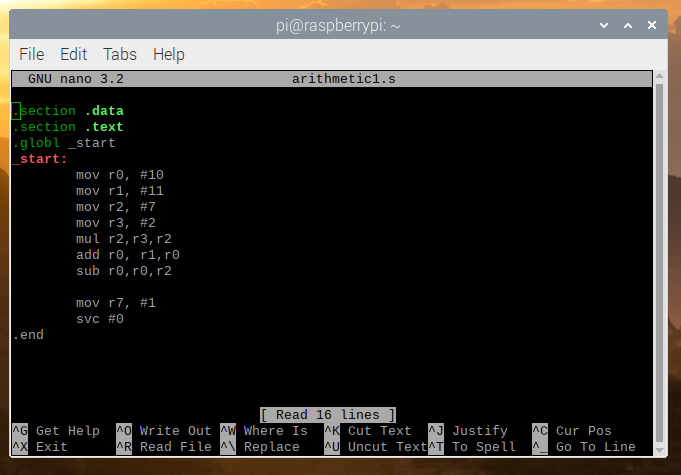 pi@raspberrypi: ~
File Edit Tabs Help
GNU nano 3.2 arithmetic1.s
.section .data
.section .text
.globl _start
_start:
mov r0, #10
mov r1, #11
mov r2, #7
mov r3, #2
mul r2,r3,r2
add r0, r1,r0
sub r0,r0,r2
mov r7, #1
svc #0
.end
[ Read 16 lines ]
^G Get Help ^O Write Out ^W Where Is ^K Cut Text ^J Justify ^C Cur Pos
^X Exit ^R Read File ^\ Replace ^U Uncut Text ^T To Spell ^_ Go To Line